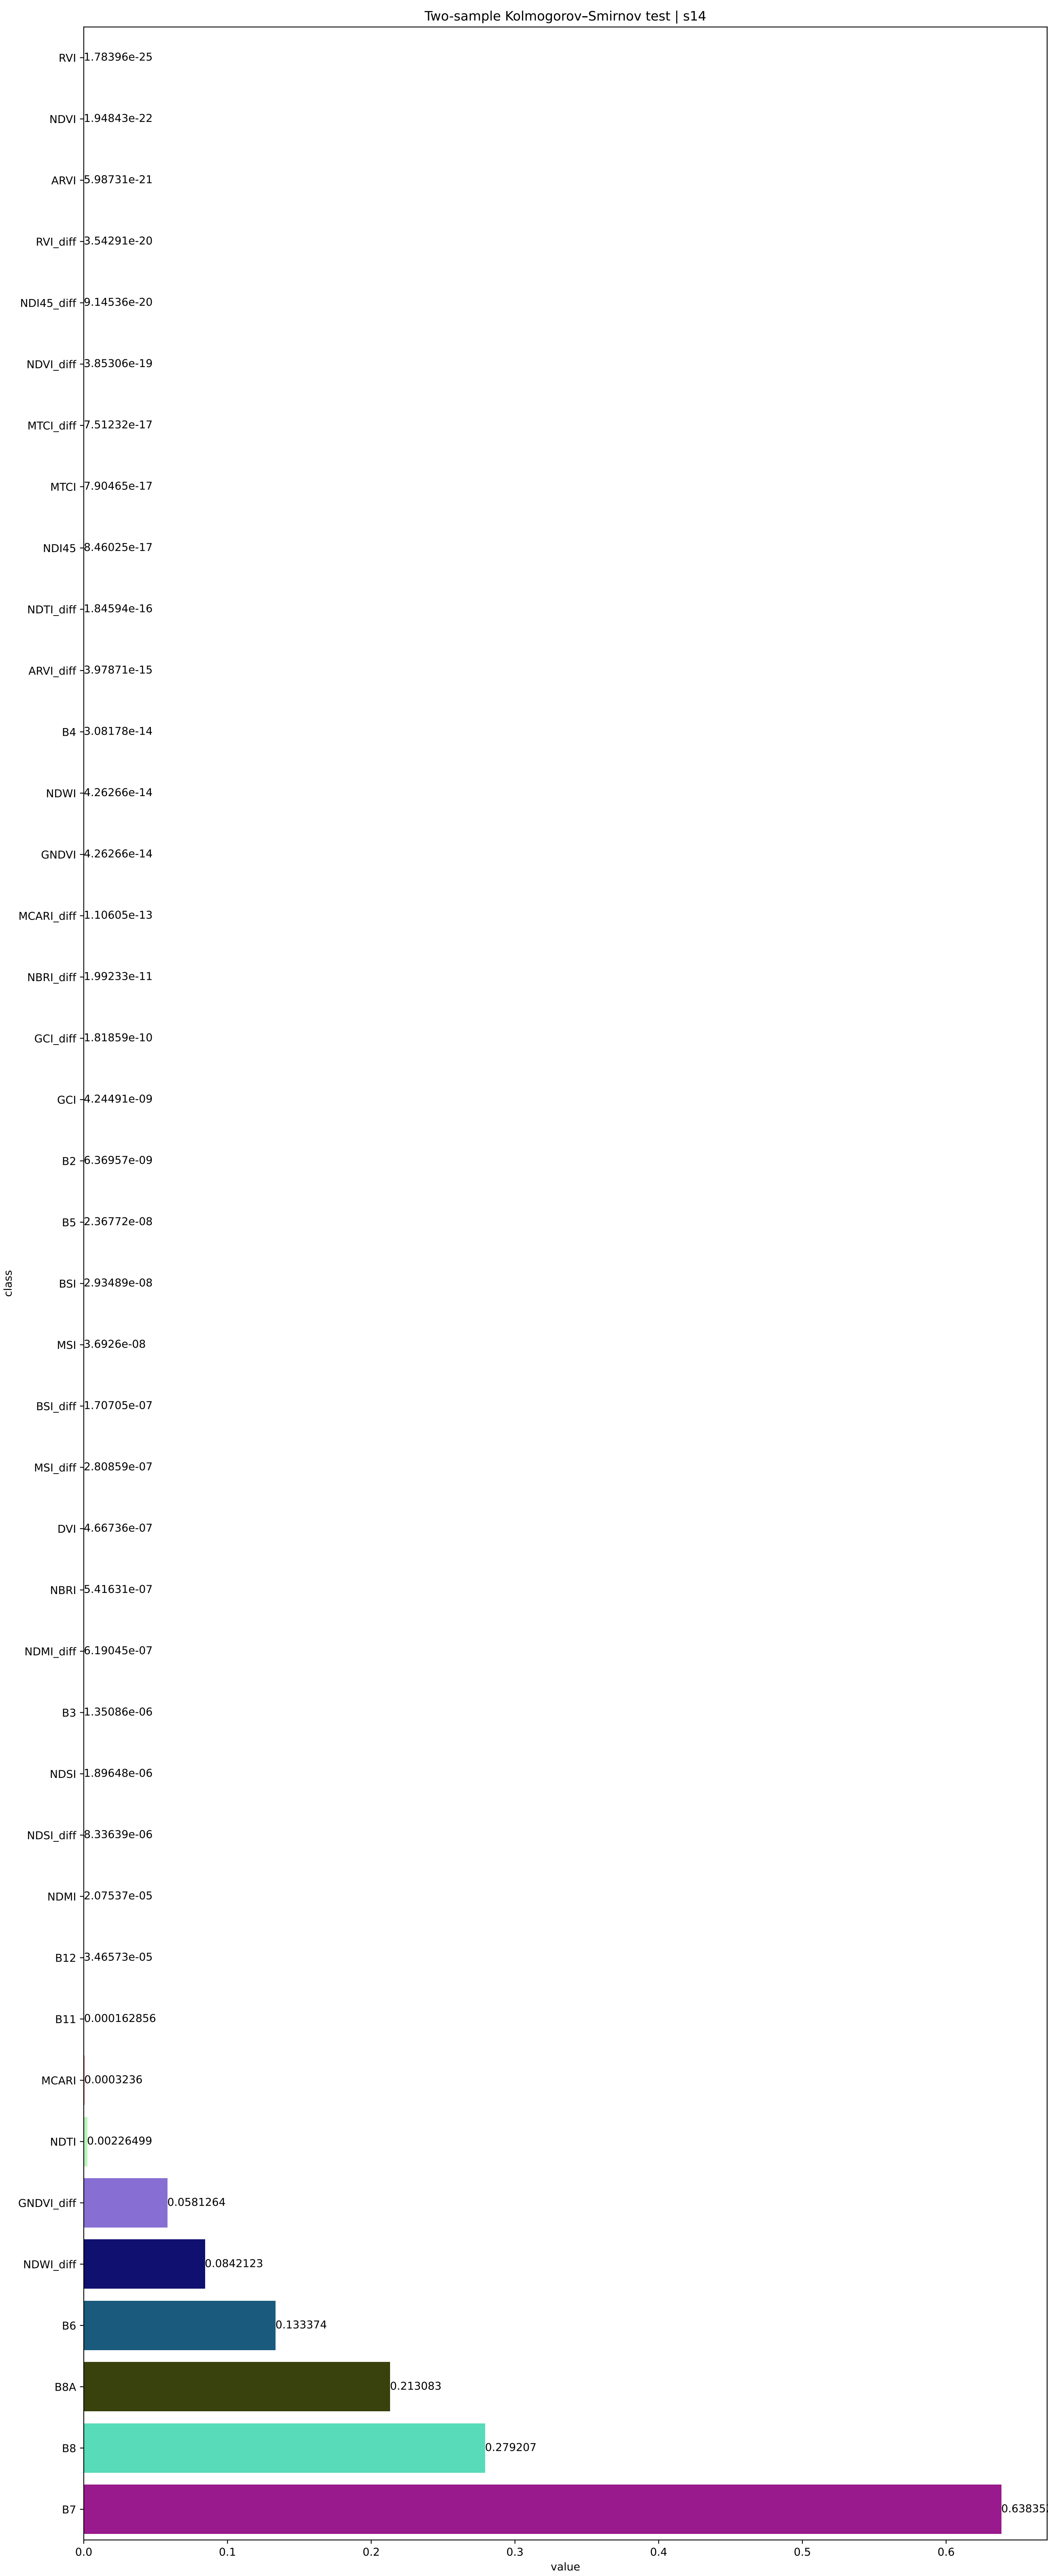 Two-sample Kolmogorov–Smirnov test | s14
RVI 1.78396e-25
NDVI 1.94843e-22
ARVI 5.98731e-21
RVI_diff 3.54291e-20
NDI45_diff 9.14536e-20
NDVI_diff 3.85306e-19
MTCI_diff 7.51232e-17
MTCI 7.90465e-17
NDI45 8.46025e-17
NDTI_diff 1.84594e-16
ARVI_diff 3.97871e-15
B4 3.08178e-14
NDWI 4.26266e-14
GNDVI 4.26266e-14
MCARI_diff 1.10605e-13
NBRI_diff 1.99233e-11
GCI_diff 1.81859e-10
GCI 4.24491e-09
B2 6.36957e-09
B5 2.36772e-08
BSI 2.93489e-08
MSI 3.6926e-08
BSI_diff 1.70705e-07
MSI_diff 2.80859e-07
DVI 4.66736e-07
NBRI 5.41631e-07
NDMI_diff 6.19045e-07
B3 1.35086e-06
NDSI 1.89648e-06
NDSI_diff 8.33639e-06
NDMI 2.07537e-05
B12 3.46573e-05
B11 0.000162856
MCARI 0.0003236
NDTI 0.00226499
GNDVI_diff 0.0581264
NDWI_diff 0.0842123
B6 0.133374
B8A 0.213083
B8 0.279207
B7 0.63835
class
0.0 0.1 0.2 0.3 0.4 0.5 0.6
value